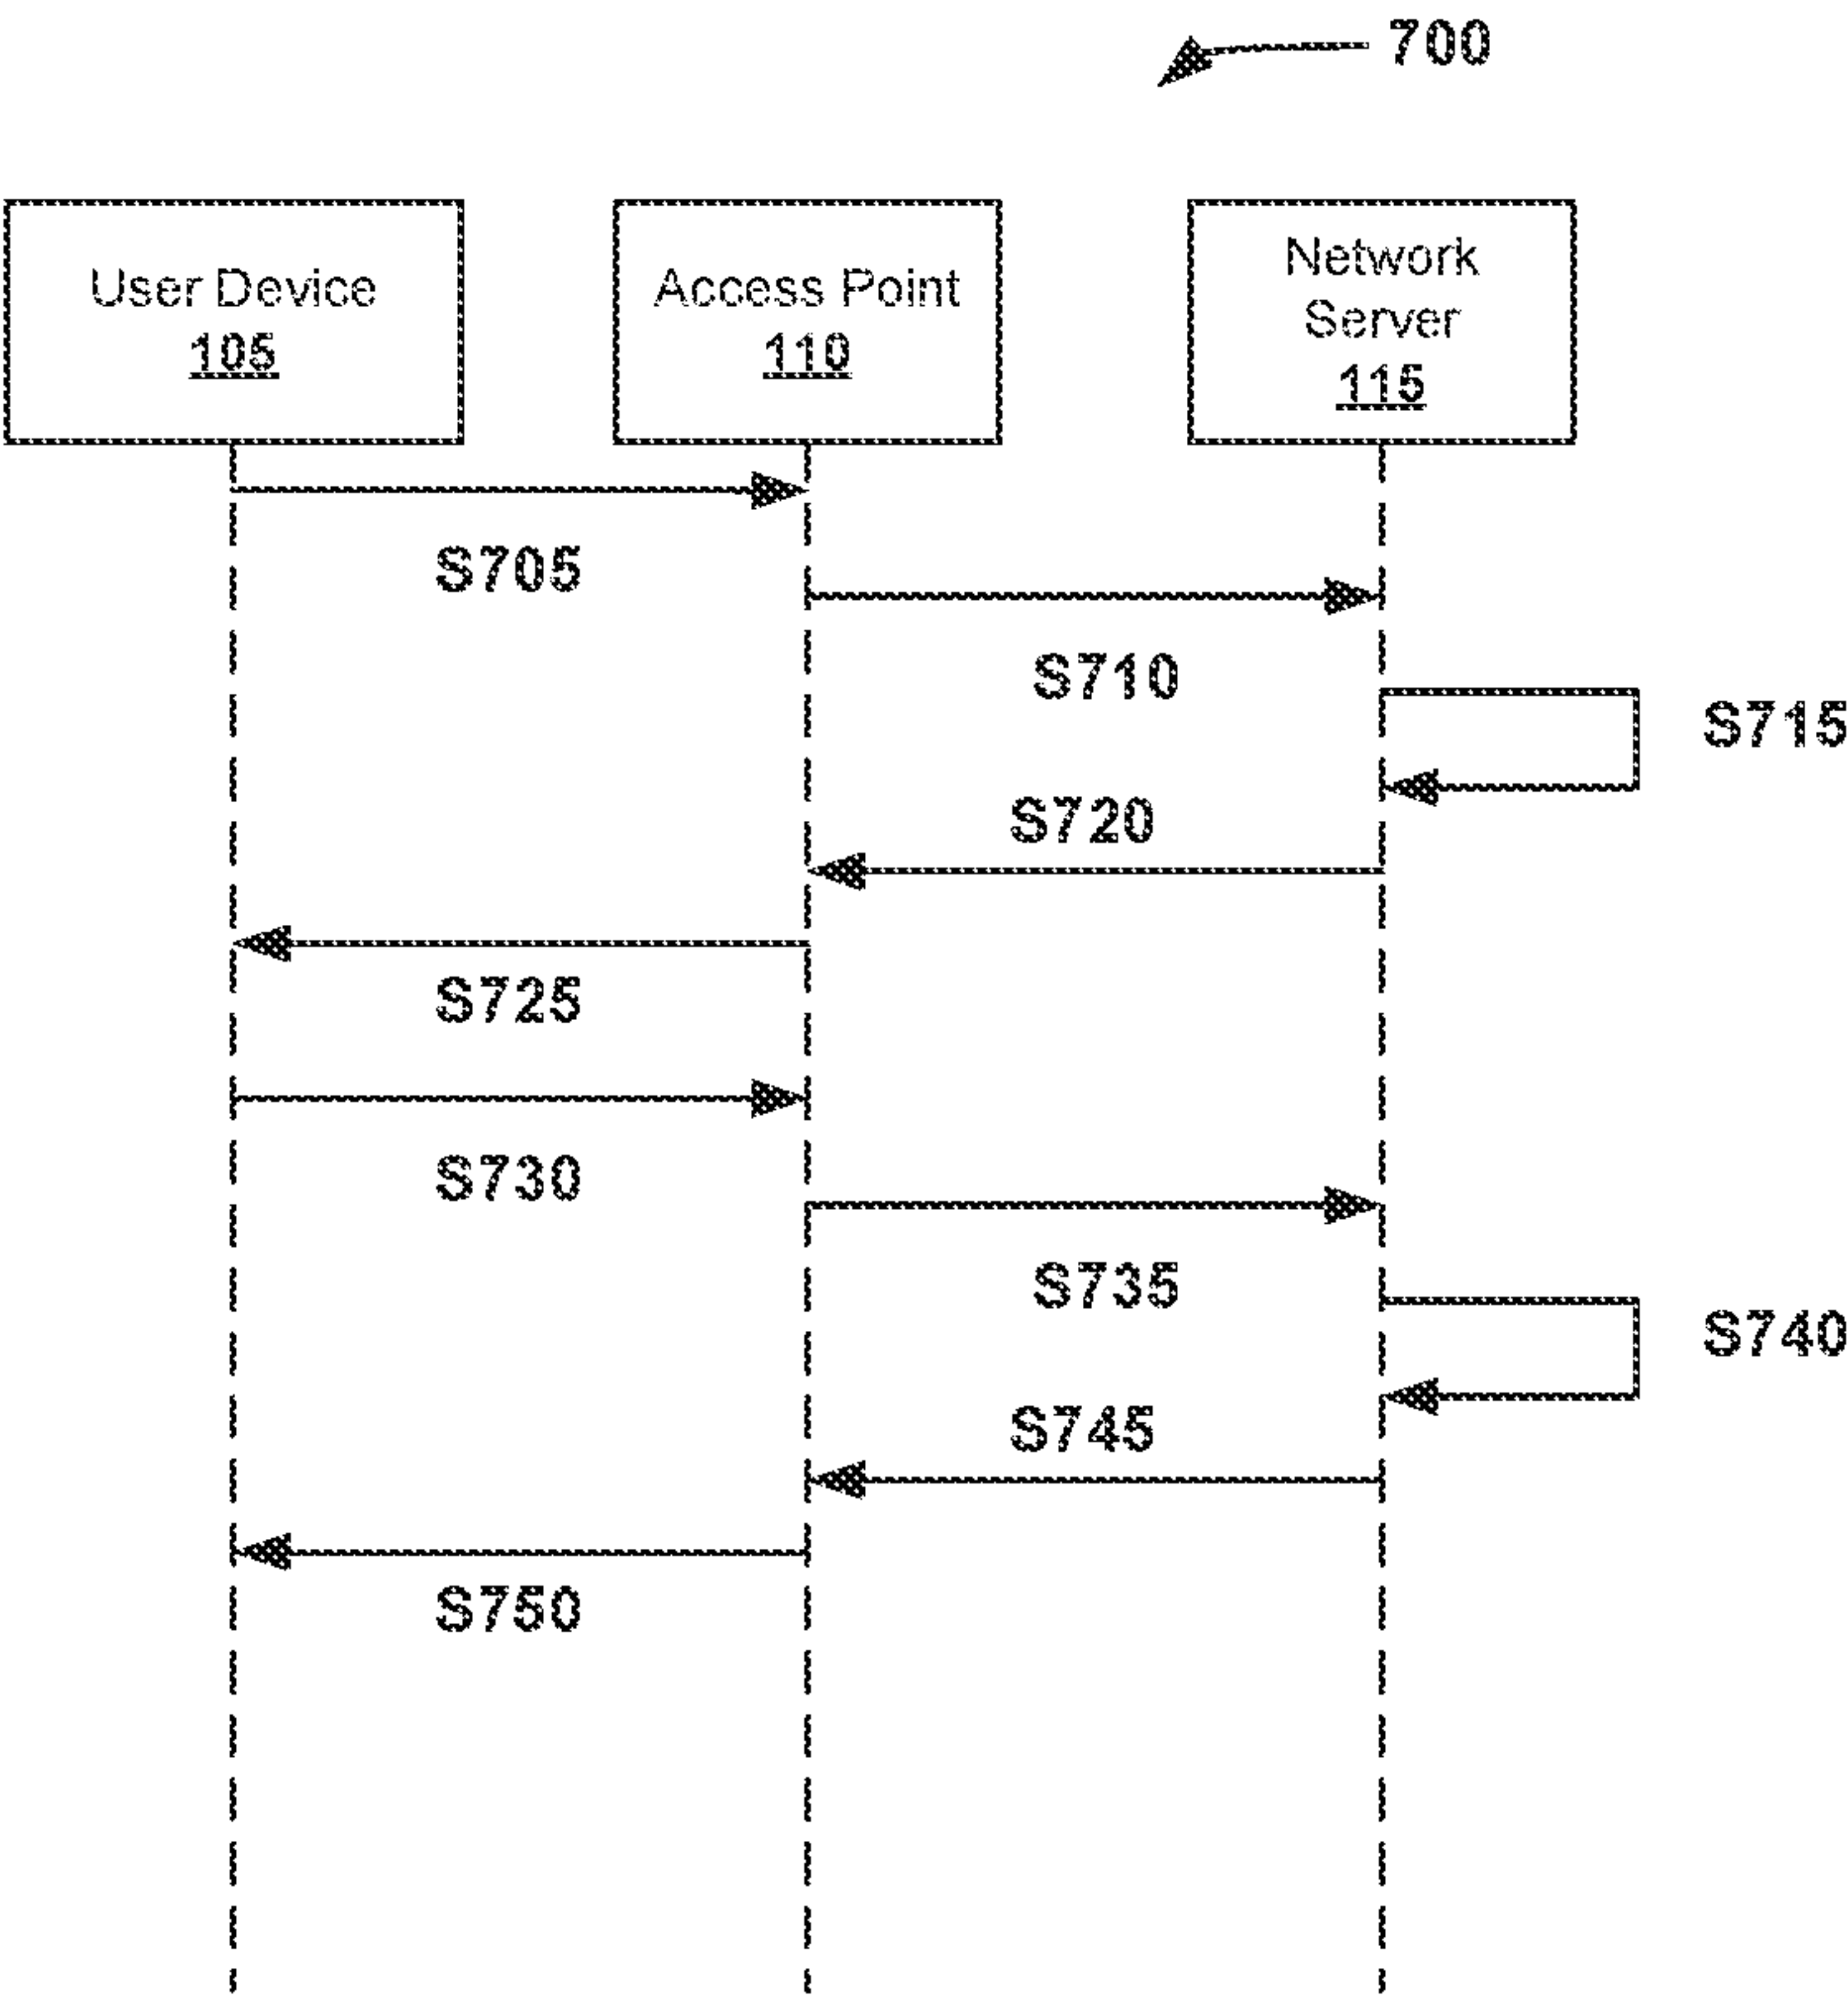 700
User Device
105
Access Point
110
Network
Server
115
S705
S710
S715
S720
S725
S730
S735
S740
S745
S750